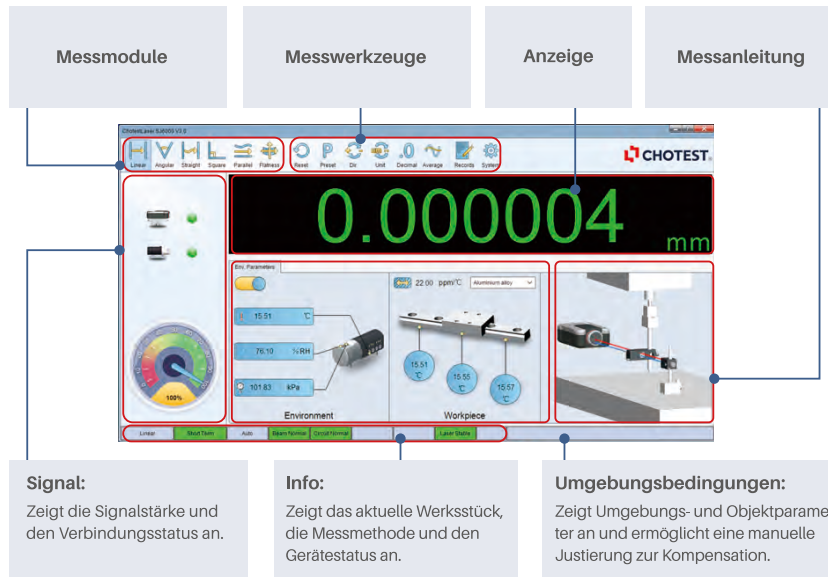 Messmodule
Messwerkzeuge
Anzeige
Messanleitung
ChotestLaser SJ6000 V3.0
Linear Angular Straight Square Parallel Flatness
Reset Preset Dir Unit Decimal Average Records System
CHOTEST.
0.000004 mm
Env. Parameters
22.00 ppm/℃ Aluminium alloy
15.51 ℃
76.10 %RH
101.83 kPa
15.51 ℃
15.55 ℃
15.57 ℃
100%
Environment
Workpiece
Linear Short Term Auto Beam Normal Circuit Normal Laser Stable
Signal:
Zeigt die Signalstärke und
den Verbindungsstatus an.
Info:
Zeigt das aktuelle Werksstück,
die Messmethode und den
Gerätestatus an.
Umgebungsbedingungen:
Zeigt Umgebungs- und Objektparame
ter an und ermöglicht eine manuelle
Justierung zur Kompensation.